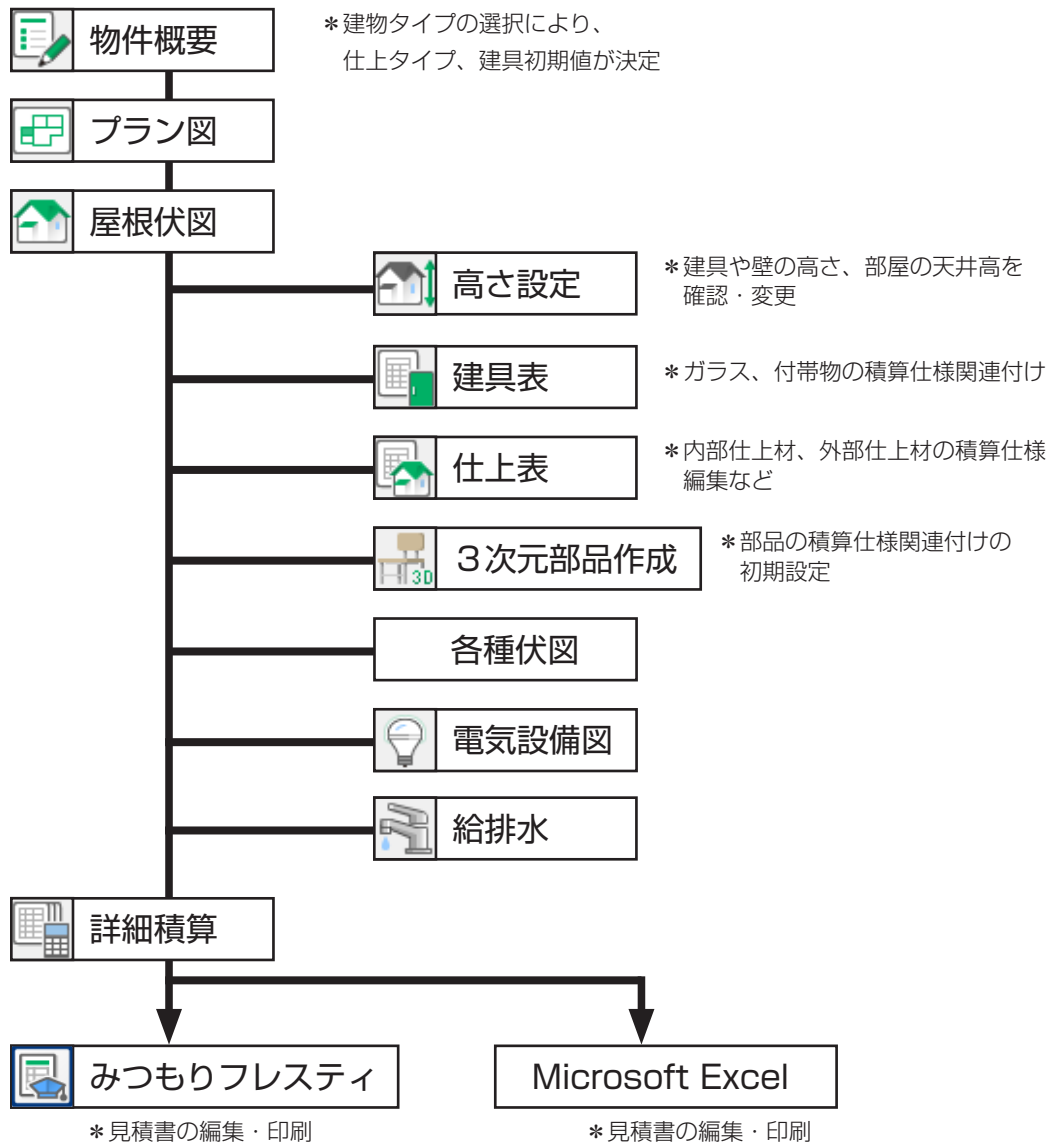 物件概要
＊建物タイプの選択により、
仕上タイプ、建具初期値が決定
プラン図
屋根伏図
高さ設定
＊建具や壁の高さ、部屋の天井高を
確認・変更
建具表
＊ガラス、付帯物の積算仕様関連付け
仕上表
＊内部仕上材、外部仕上材の積算仕様
編集など
3D
３次元部品作成
＊部品の積算仕様関連付けの
初期設定
各種伏図
電気設備図
給排水
詳細積算
みつもりフレスティ
Microsoft Excel
＊見積書の編集・印刷
＊見積書の編集・印刷